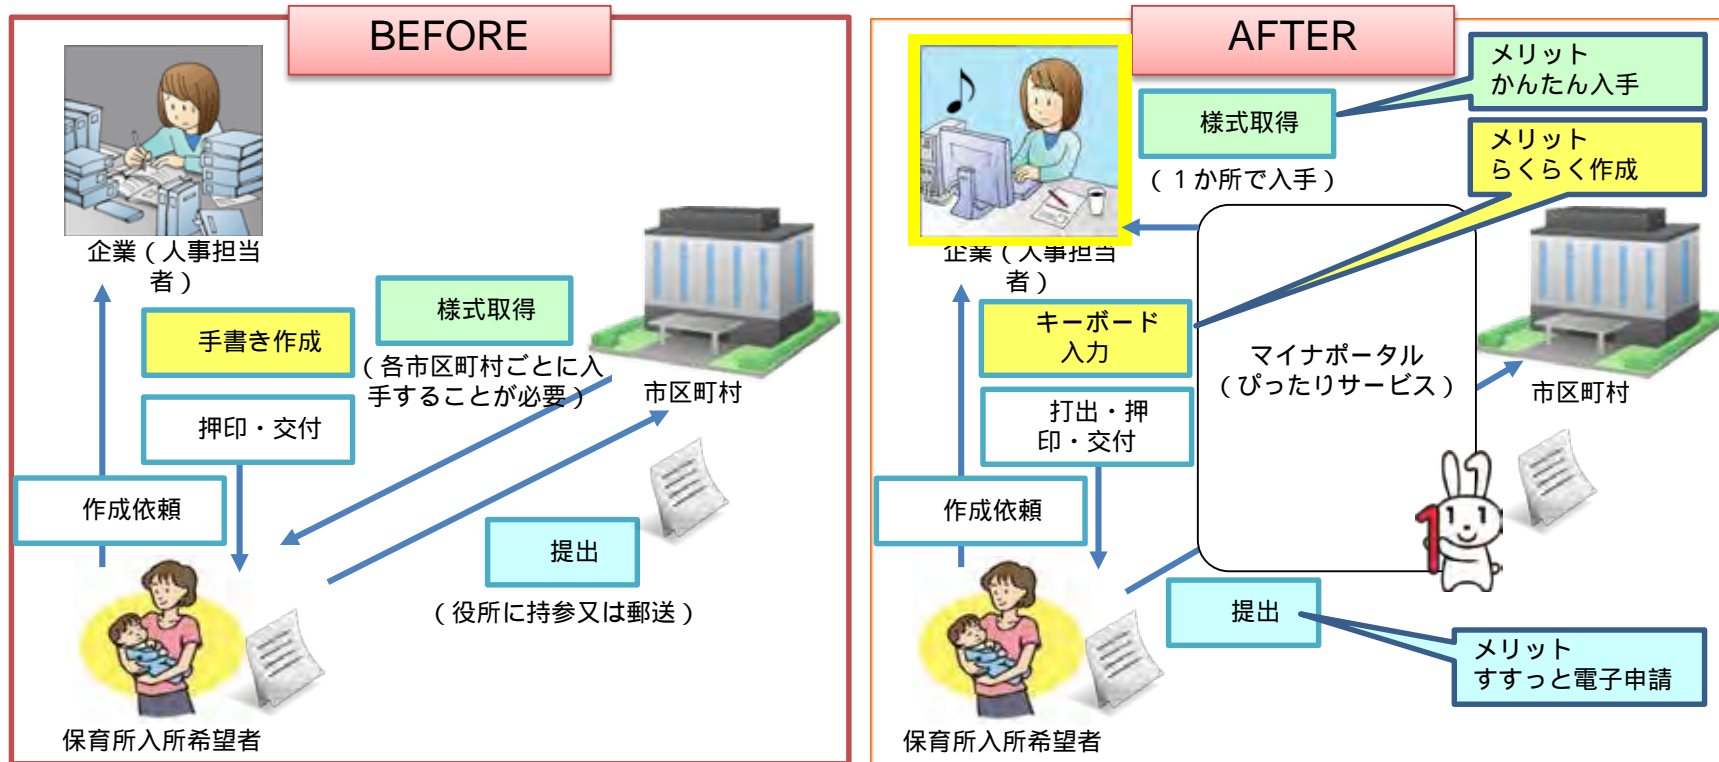 BEFORE
企業（人事担当
者）
手書き作成
様式取得
（各市区町村ごとに入
手することが必要）
市区町村
押印・交付
作成依頼
提出
（役所に持参又は郵送）
保育所入所希望者
AFTER
メリット
かんたん入手
様式取得
（１か所で入手）
メリット
らくらく作成
企業（人事担当
者）
キーボード
入力
マイナポータル
（ぴったりサービス）
市区町村
打出・押
印・交付
作成依頼
提出
メリット
すすっと電子申請
保育所入所希望者